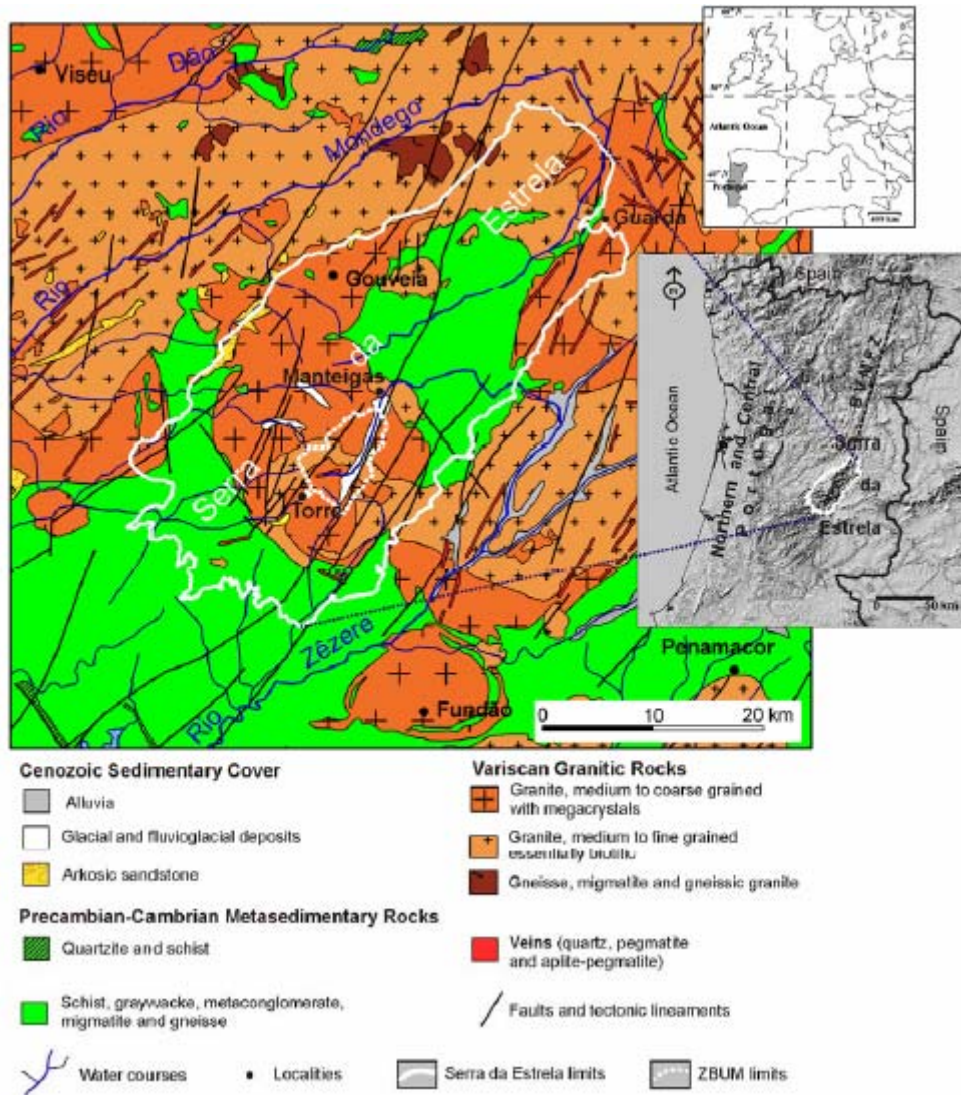 Viseu
Rio Dão
Rio Mondego
Serra da Estrela
Guarda
Gouveia
Manteigas
Torre
Rio Zêzere
Fundão
Penamacor
0 10 20 km
Atlantic Ocean
40° N
Portugal
Spain
N
Atlantic Ocean
Northern and Central
Portugal
BVMFZ
Spain
Serra
da
Estrela
0 50 km
Cenozoic Sedimentary Cover
Alluvia
Glacial and fluvioglacial deposits
Arkosic sandstone
Precambian-Cambrian Metasedimentary Rocks
Quartzite and schist
Schist, graywacke, metaconglomerate,
migmatite and gneisse
Variscan Granitic Rocks
Granite, medium to coarse grained
with megacrystals
Granite, medium to fine grained
essentially biotitic
Gneisse, migmatite and gneissic granite
Veins (quartz, pegmatite
and aplite-pegmatite)
Faults and tectonic lineaments
Water courses
Localities
Serra da Estrela limits
ZBUM limits